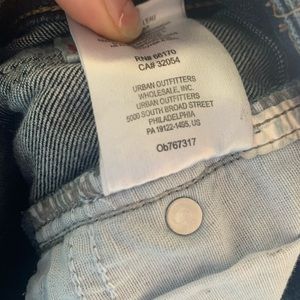 RN# 66170
CA# 32054
URBAN OUTFITTERS
WHOLESALE, INC.
URBAN OUTFITTERS
5000 SOUTH BROAD STREET
PHILADELPHIA
PA 19122-1455, US
Ob767317